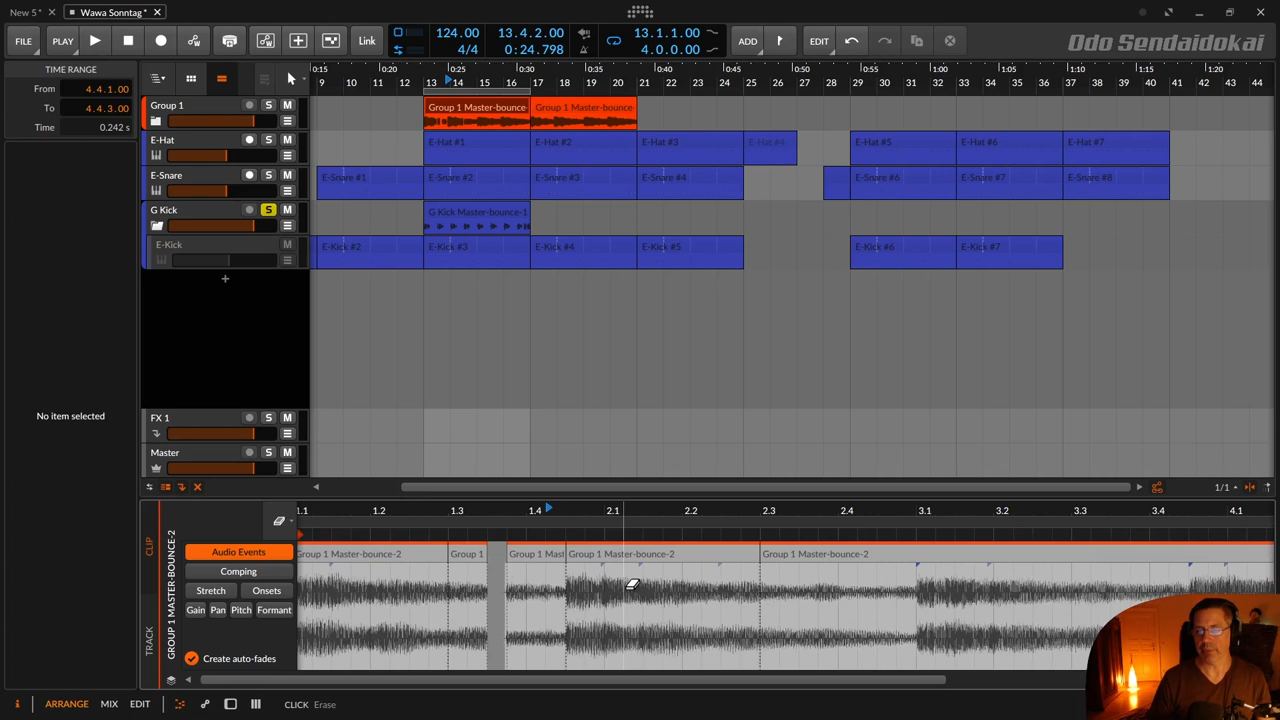 New 5*
Wawa Sonntag*
FILE
PLAY
Link
124.00
4/4
13.4.2.00
0:24.798
13.1.1.00
4.0.0.00
ADD
EDIT
Odo Sendaidokai
TIME RANGE
From 4.4.1.00
To 4.4.3.00
Time 0.242 s
No item selected
0:15 0:20 0:25 0:30 0:35 0:40 0:45 0:50 0:55 1:00 1:05 1:10 1:15 1:20
9 10 11 12 13 14 15 16 17 18 19 20 21 22 23 24 25 26 27 28 29 30 31 32 33 34 35 36 37 38 39 40 41 42 43 44
Group 1 S M
Group 1 Master-bounce- Group 1 Master-bounce-
E-Hat S M
E-Hat #1 E-Hat #2 E-Hat #3 E-Hat #4 E-Hat #5 E-Hat #6 E-Hat #7
E-Snare S M
E-Snare #1 E-Snare #2 E-Snare #3 E-Snare #4 E-Snare #6 E-Snare #7 E-Snare #8
G Kick S M
G Kick Master-bounce-1
E-Kick M
E-Kick #2 E-Kick #3 E-Kick #4 E-Kick #5 E-Kick #6 E-Kick #7
+
FX 1 S M
Master S M
1/1
1.1 1.2 1.3 1.4 2.1 2.2 2.3 2.4 3.1 3.2 3.3 3.4 4.1
CLIP
TRACK
GROUP 1 MASTER-BOUNCE-2
Audio Events
Comping
Stretch Onsets
Gain Pan Pitch Formant
Create auto-fades
Group 1 Master-bounce-2 Group 1 Group 1 Mast Group 1 Master-bounce-2 Group 1 Master-bounce-2
ARRANGE MIX EDIT
CLICK Erase